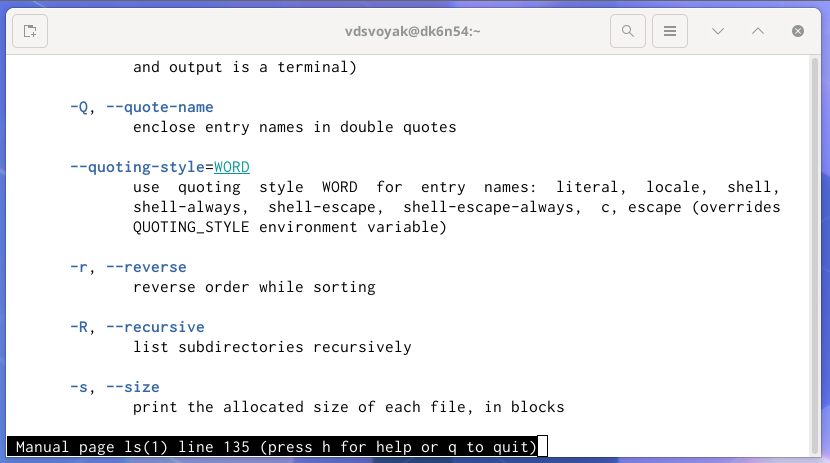 vdsvoyak@dk6n54:~
and output is a terminal)
-Q, --quote-name
enclose entry names in double quotes
--quoting-style=WORD
use quoting style WORD for entry names: literal, locale, shell,
shell-always, shell-escape, shell-escape-always, c, escape (overrides
QUOTING_STYLE environment variable)
-r, --reverse
reverse order while sorting
-R, --recursive
list subdirectories recursively
-s, --size
print the allocated size of each file, in blocks
Manual page ls(1) line 135 (press h for help or q to quit)